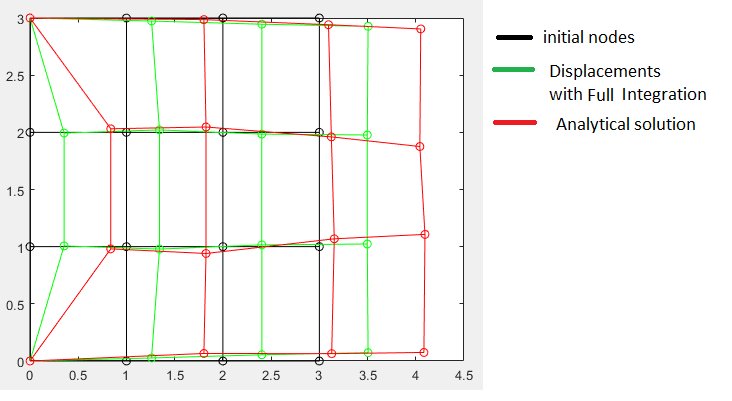 3
2.5
2
1.5
1
0.5
0
0 0.5 1 1.5 2 2.5 3 3.5 4 4.5
initial nodes
Displacements
with Full Integration
Analytical solution